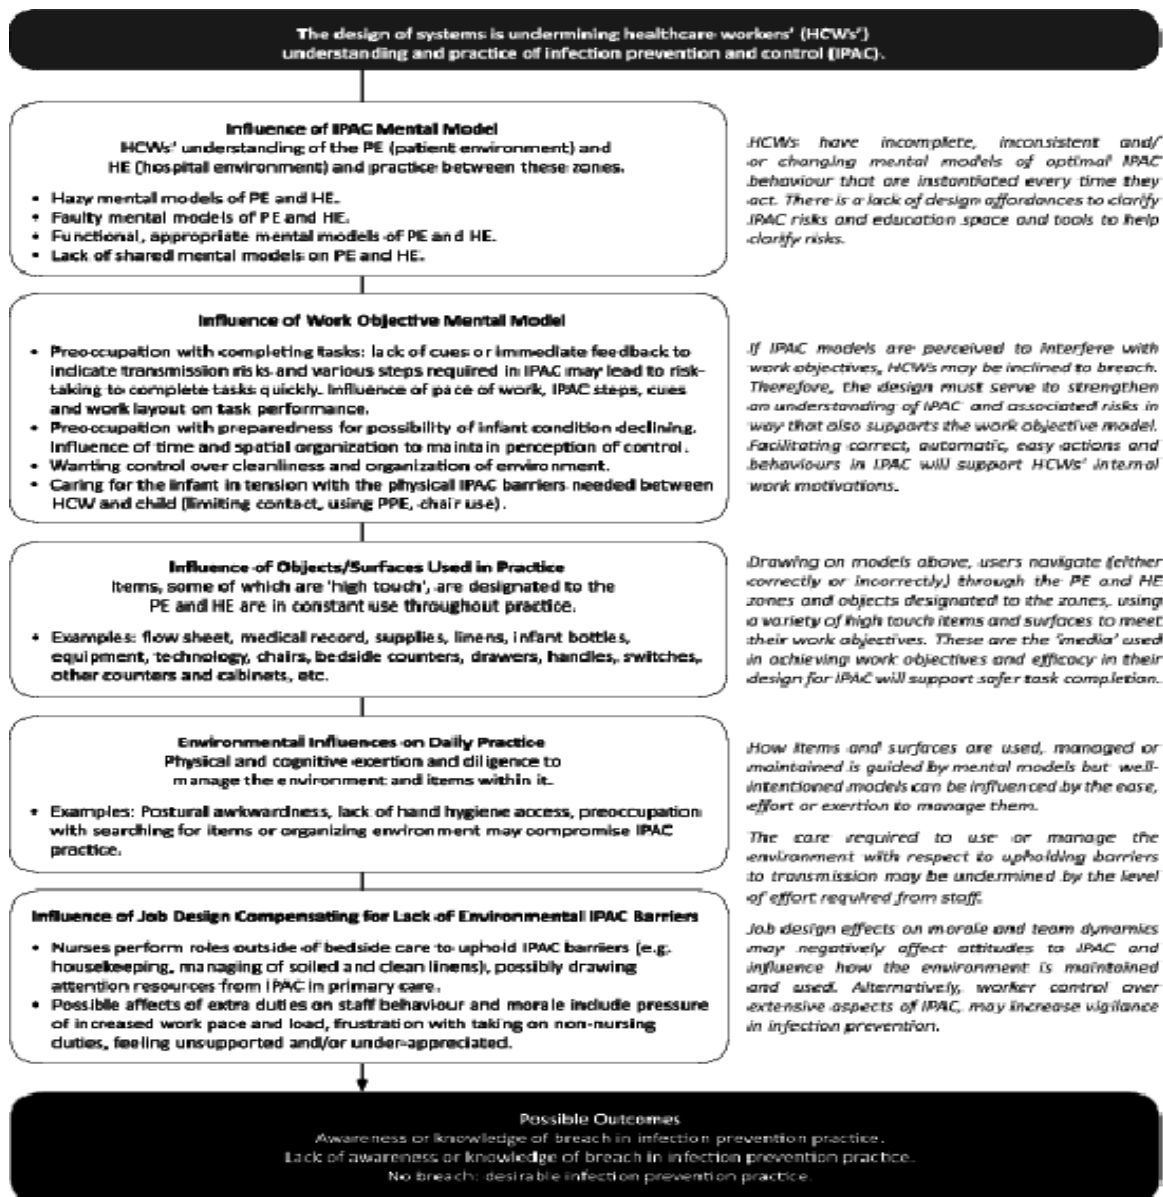 The design of systems is undermining healthcare workers' (HCWs')
understanding and practice of infection prevention and control (IPAC).
Influence of IPAC Mental Model
HCWs' understanding of the PE (patient environment) and
HE (hospital environment) and practice between these zones.
• Hazy mental models of PE and HE.
• Faulty mental models of PE and HE.
• Functional, appropriate mental models of PE and HE.
• Lack of shared mental models on PE and HE.
HCWs have incomplete, inconsistent and/
or changing mental models of optimal IPAC
behaviour that are instantiated every time they
act. There is a lack of design affordances to clarify
IPAC risks and education space and tools to help
clarify risks.
Influence of Work Objective Mental Model
• Preoccupation with completing tasks: lack of cues or immediate feedback to
indicate transmission risks and various steps required in IPAC may lead to risk-
taking to complete tasks quickly. Influence of pace of work, IPAC steps, cues
and work layout on task performance.
• Preoccupation with preparedness for possibility of infant condition declining.
Influence of time and spatial organization to maintain perception of control.
• Wanting control over cleanliness and organization of environment.
• Caring for the infant in tension with the physical IPAC barriers needed between
HCW and child (limiting contact, using PPE, chair use).
If IPAC models are perceived to interfere with
work objectives, HCWs may be inclined to breach.
Therefore, the design must serve to strengthen
an understanding of IPAC and associated risks in
way that also supports the work objective model.
Facilitating correct, automatic, easy actions and
behaviours in IPAC will support HCWs' internal
work motivations.
Influence of Objects/Surfaces Used in Practice
Items, some of which are 'high touch', are designated to the
PE and HE are in constant use throughout practice.
• Examples: flow sheet, medical record, supplies, linens, infant bottles,
equipment, technology, chairs, bedside counters, drawers, handles, switches,
other counters and cabinets, etc.
Drawing on models above, users navigate (either
correctly or incorrectly) through the PE and HE
zones and objects designated to the zones, using
a variety of high touch items and surfaces to meet
their work objectives. These are the 'media' used
in achieving work objectives and efficacy in their
design for IPAC will support safer task completion.
Environmental Influences on Daily Practice
Physical and cognitive exertion and diligence to
manage the environment and items within it.
• Examples: Postural awkwardness, lack of hand hygiene access, preoccupation
with searching for items or organizing environment may compromise IPAC
practice.
How items and surfaces are used, managed or
maintained is guided by mental models but well-
intentioned models can be influenced by the ease,
effort or exertion to manage them.
The care required to use or manage the
environment with respect to upholding barriers
to transmission may be undermined by the level
of effort required from staff.
Influence of Job Design Compensating for Lack of Environmental IPAC Barriers
• Nurses perform roles outside of bedside care to uphold IPAC barriers (e.g.
housekeeping, managing of soiled and clean linens), possibly drawing
attention resources from IPAC in primary care.
• Possible affects of extra duties on staff behaviour and morale include pressure
of increased work pace and load, frustration with taking on non-nursing
duties, feeling unsupported and/or under-appreciated.
Job design effects on morale and team dynamics
may negatively affect attitudes to IPAC and
influence how the environment is maintained
and used. Alternatively, worker control over
extensive aspects of IPAC, may increase vigilance
in infection prevention.
Possible Outcomes
Awareness or knowledge of breach in infection prevention practice.
Lack of awareness or knowledge of breach in infection prevention practice.
No breach: desirable infection prevention practice.